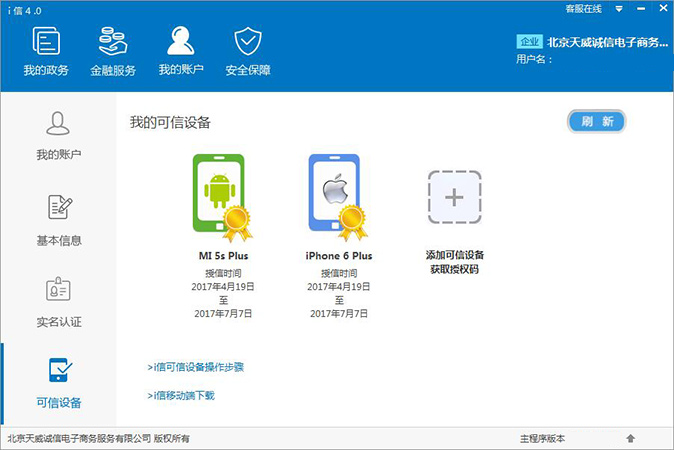 i 信 4 .0
客服在线
我的政务
金融服务
我的账户
安全保障
企业 北京天威诚信电子商务...
用户名：
我的账户
基本信息
实名认证
可信设备
我的可信设备
刷 新
MI 5s Plus
授信时间
2017年4月19日
至
2017年7月7日
iPhone 6 Plus
授信时间
2017年4月19日
至
2017年7月7日
添加可信设备
获取授权码
>i信可信设备操作步骤
>i信移动端下载
北京天威诚信电子商务服务有限公司 版权所有
主程序版本